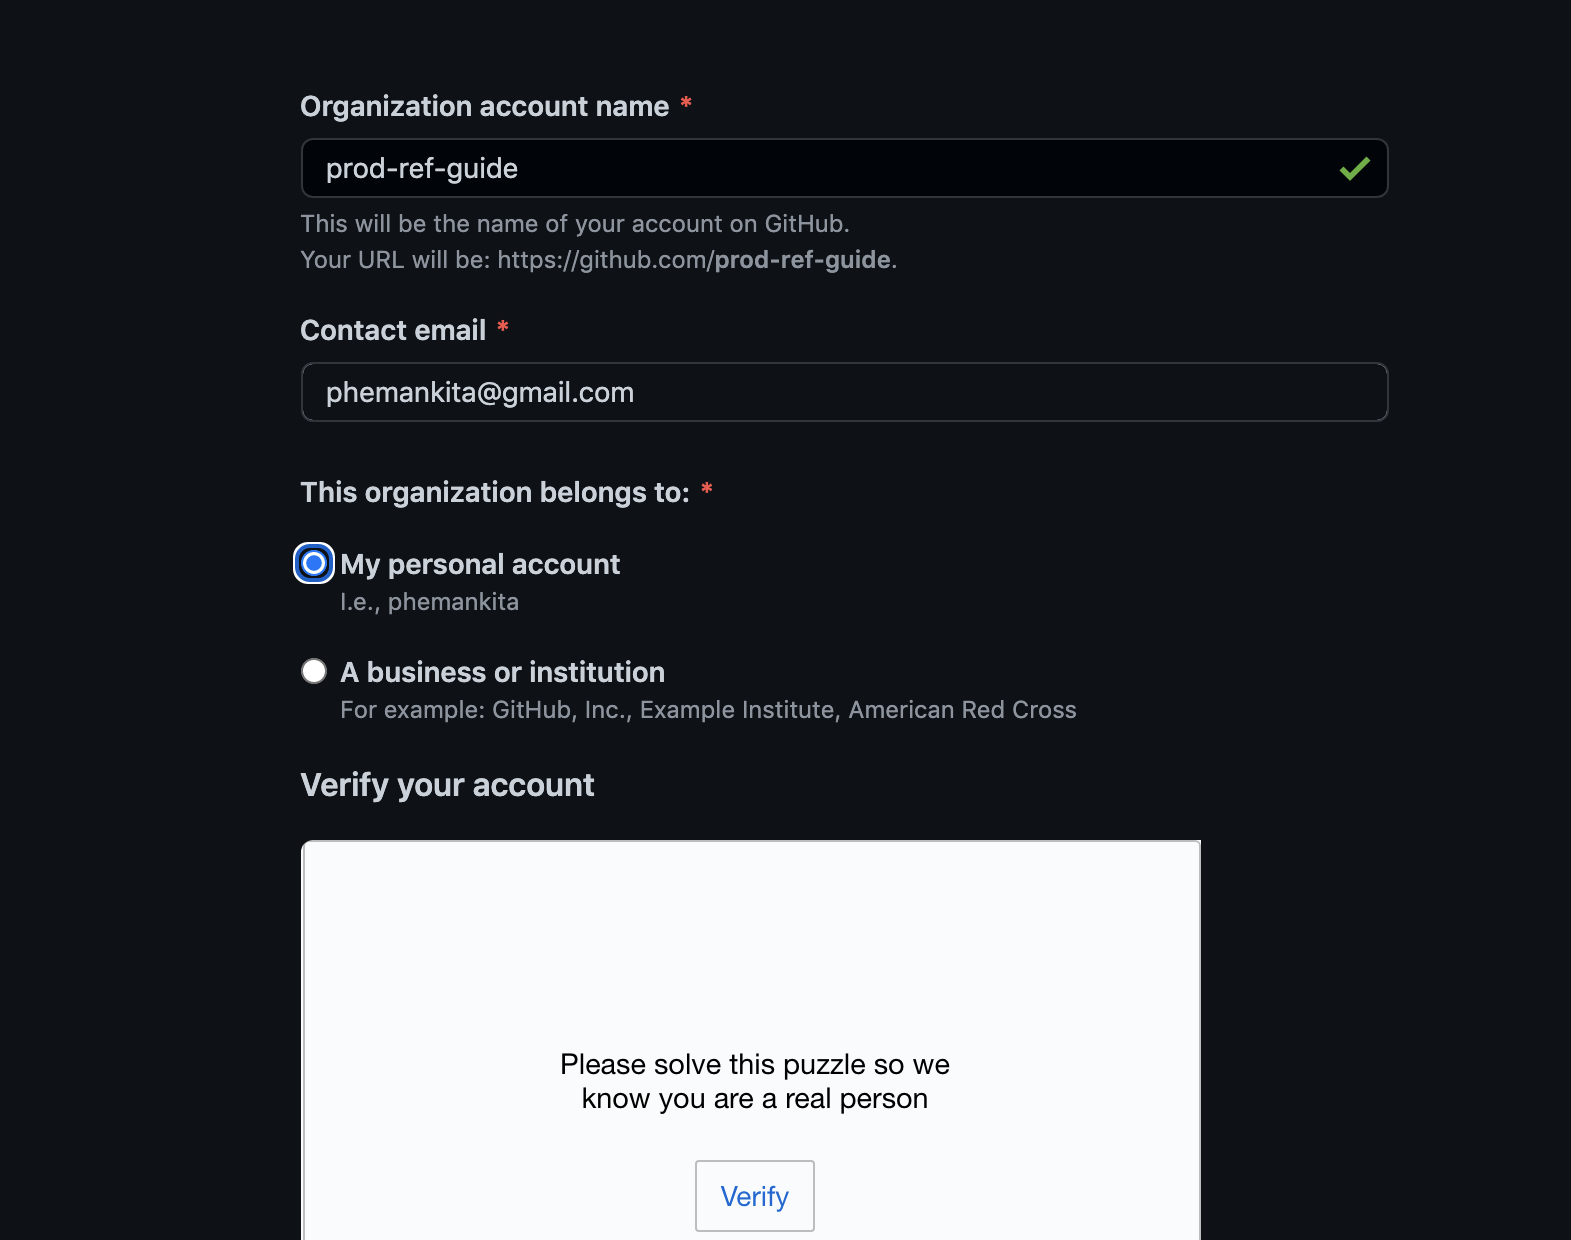 Organization account name *
prod-ref-guide
This will be the name of your account on GitHub.
Your URL will be: https://github.com/prod-ref-guide.
Contact email *
phemankita@gmail.com
This organization belongs to: *
My personal account
I.e., phemankita
A business or institution
For example: GitHub, Inc., Example Institute, American Red Cross
Verify your account
Please solve this puzzle so we
know you are a real person
Verify